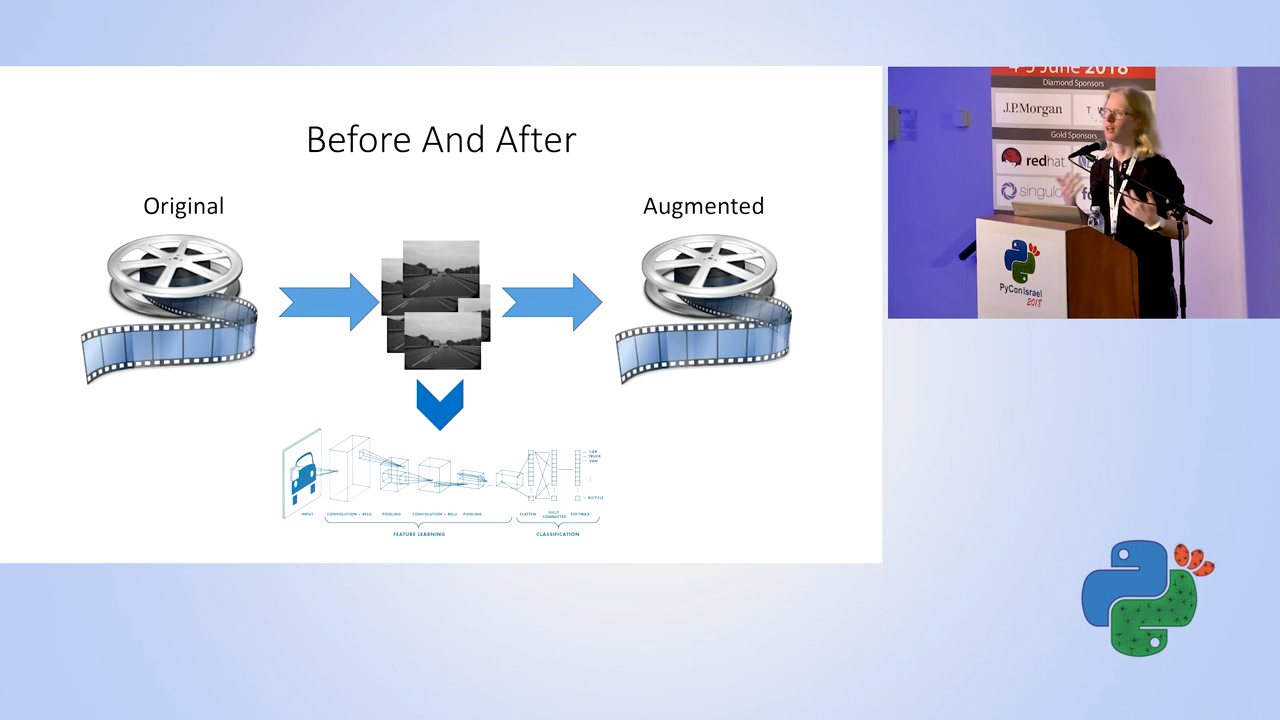 Before And After
Original
Augmented
INPUT
CONVOLUTION + RELU
POOLING
CONVOLUTION + RELU
POOLING
FLATTEN
FULLY
CONNECTED
SOFTMAX
CAR
TRUCK
VAN
BICYCLE
FEATURE LEARNING
CLASSIFICATION
4-5 June 2018
Diamond Sponsors
J.P.Morgan
T W
Gold Sponsors
redhat
singula
PyConIsrael
2018